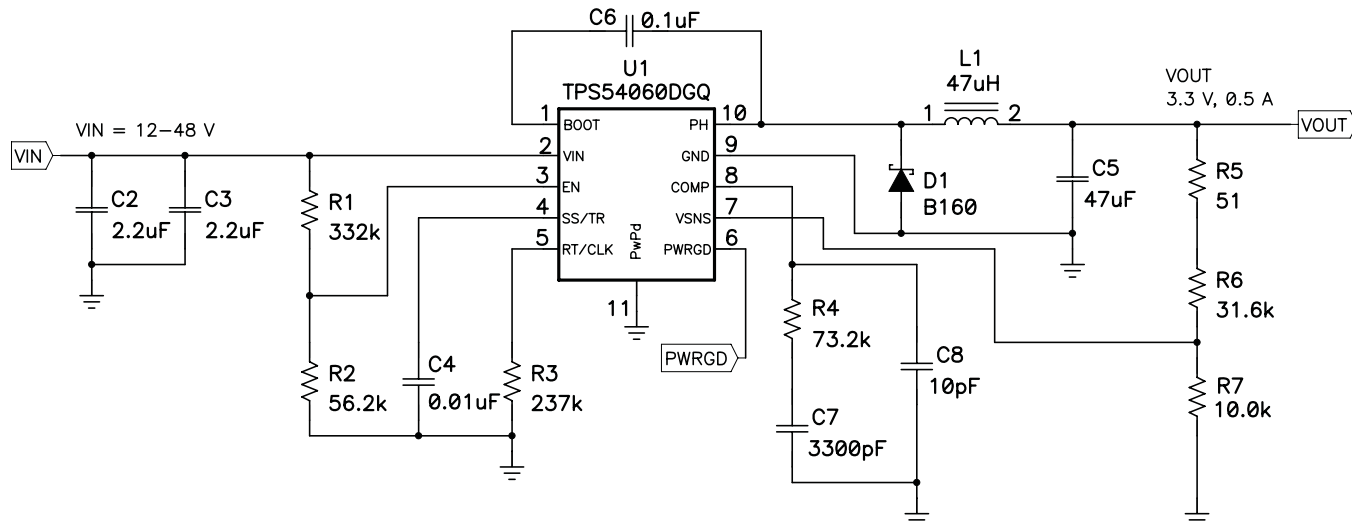 C6
0.1uF
U1
TPS54060DGQ
L1
47uH
VOUT
3.3 V, 0.5 A
VIN = 12–48 V
VIN
VOUT
1
BOOT
PH
10
1
2
2
VIN
GND
9
3
EN
COMP
8
4
SS/TR
VSNS
7
5
RT/CLK
PwPd
PWRGD
6
11
C2
2.2uF
C3
2.2uF
R1
332k
D1
B160
C5
47uF
R5
51
R6
31.6k
R4
73.2k
PWRGD
C8
10pF
R2
56.2k
C4
0.01uF
R3
237k
R7
10.0k
C7
3300pF